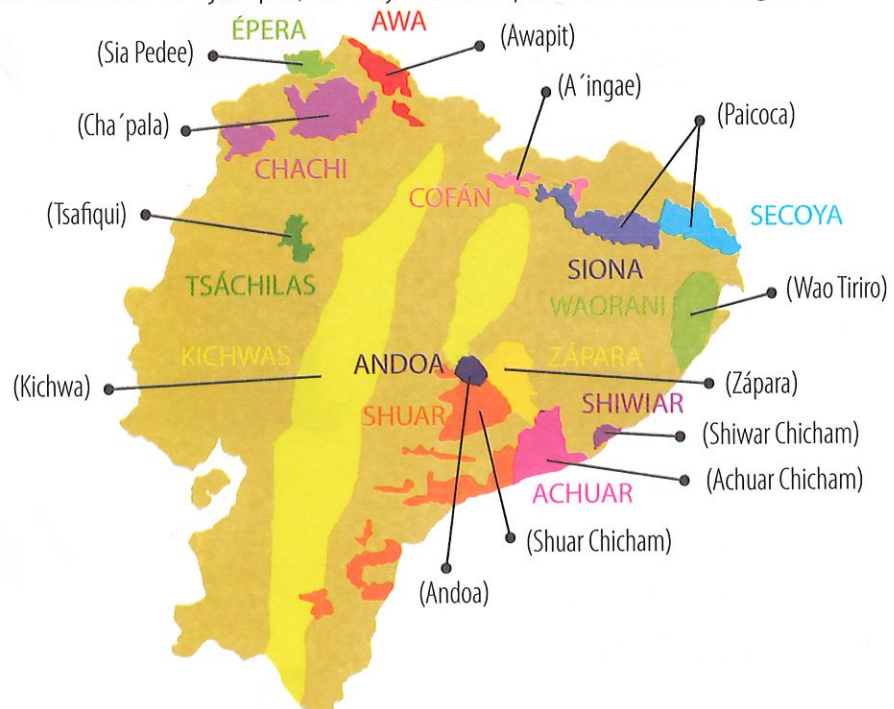 ÉPERA
AWA
(Sia Pedee)
(Awapit)
(A´ingae)
(Cha´pala)
(Paicoca)
CHACHI
COFÁN
(Tsafiqui)
SECOYA
SIONA
TSÁCHILAS
WAORANI
(Wao Tiriro)
KICHWAS
ANDOA
ZÁPARA
(Kichwa)
(Zápara)
SHIWIAR
SHUAR
(Shiwar Chicham)
(Achuar Chicham)
ACHUAR
(Shuar Chicham)
(Andoa)